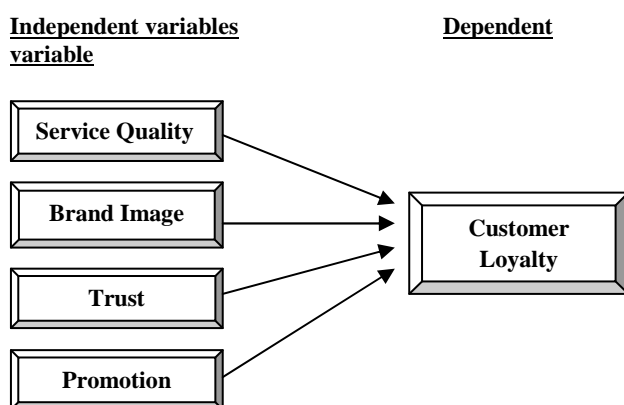 Independent variables Dependent
variable
Service Quality
Brand Image
Trust
Promotion
Customer
Loyalty